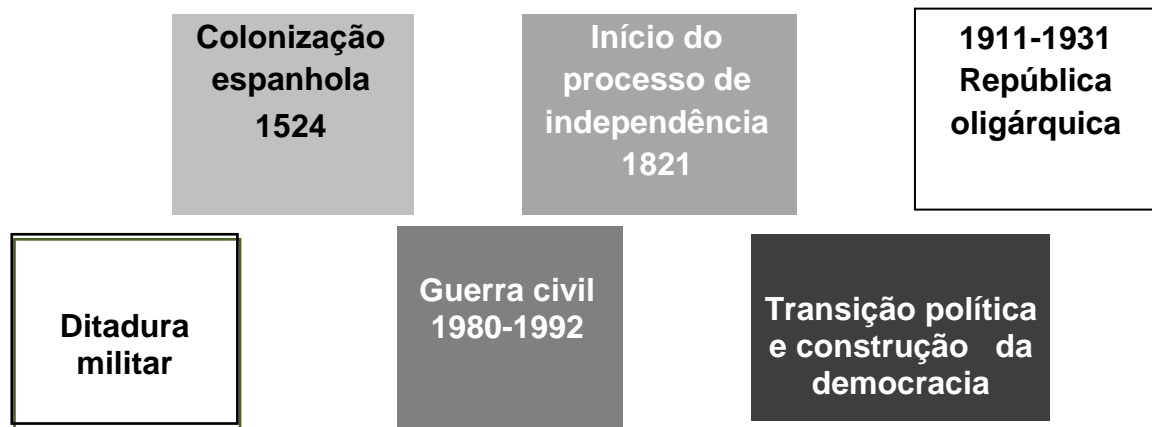 Colonização
espanhola
1524
Início do
processo de
independência
1821
1911-1931
República
oligárquica
Ditadura
militar
Guerra civil
1980-1992
Transição política
e construção da
democracia